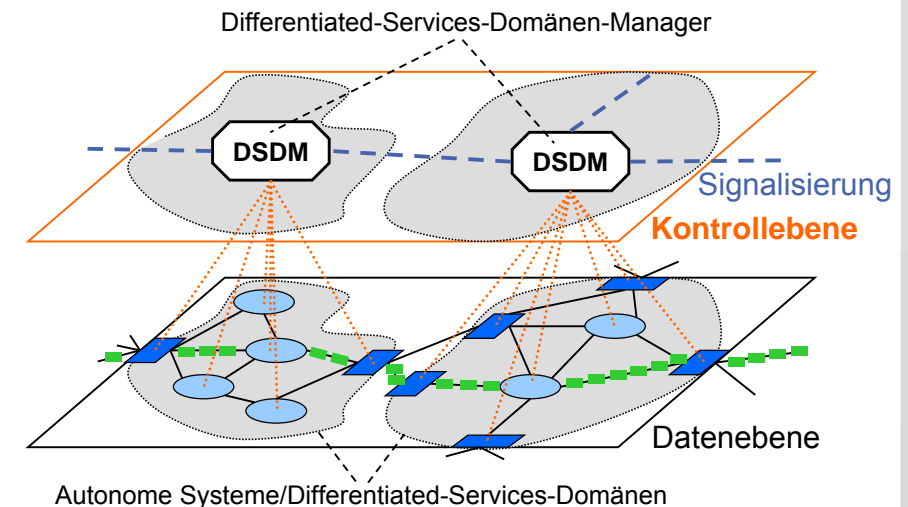 Differentiated-Services-Domänen-Manager
DSDM
DSDM
Signalisierung
Kontrollebene
Datenebene
Autonome Systeme/Differentiated-Services-Domänen